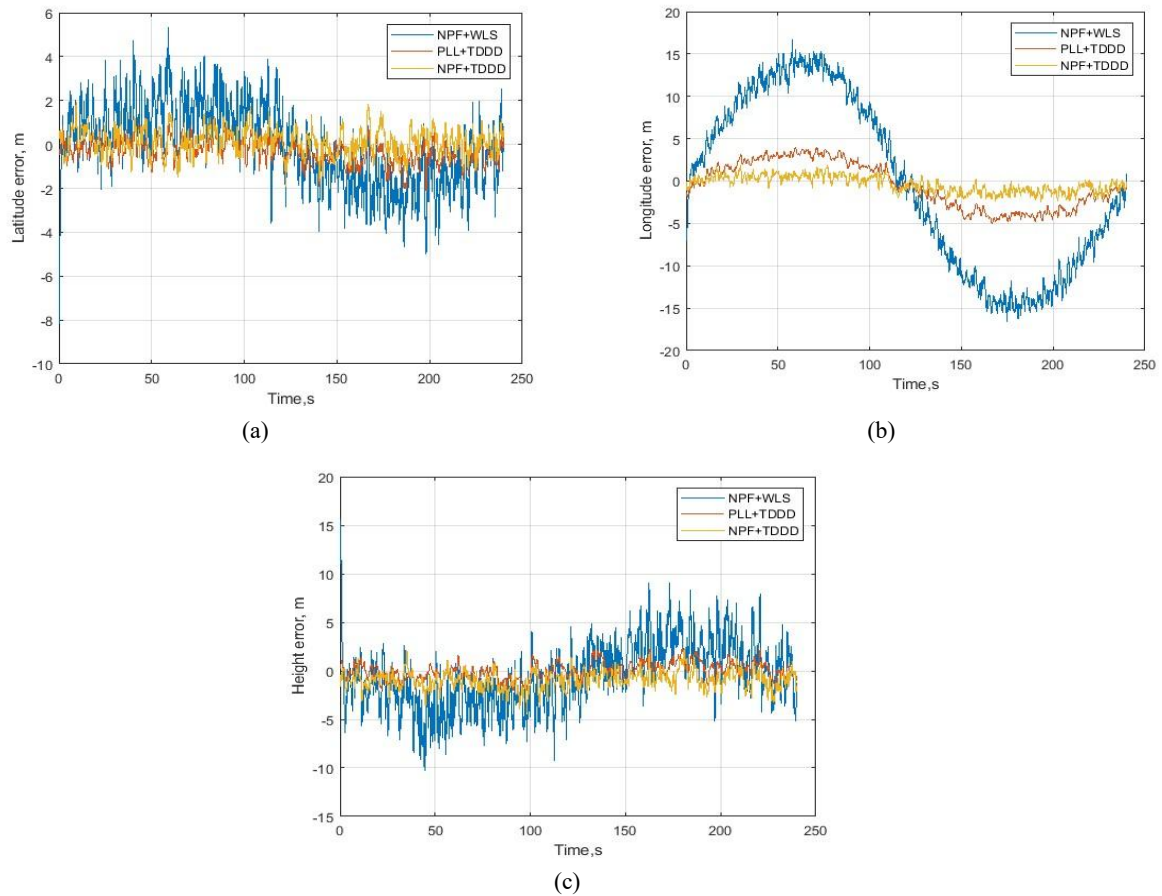 6
4
2
0
-2
-4
-6
-8
-10
Latitude error, m
NPF+WLS
PLL+TDDD
NPF+TDDD
0 50 100 150 200 250
Time,s
(a)
20
15
10
5
0
-5
-10
-15
-20
Longitude error, m
NPF+WLS
PLL+TDDD
NPF+TDDD
0 50 100 150 200 250
Time,s
(b)
20
15
10
5
0
-5
-10
-15
Height error, m
NPF+WLS
PLL+TDDD
NPF+TDDD
0 50 100 150 200 250
Time,s
(c)